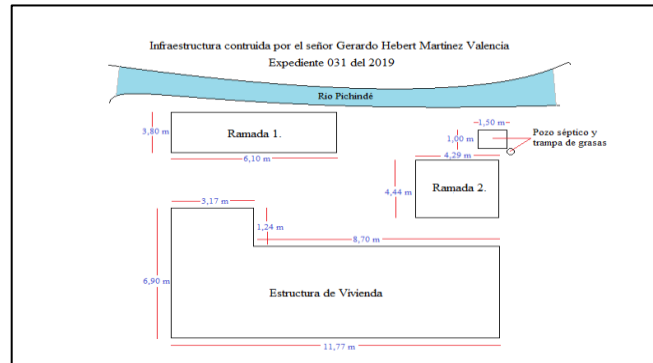 Infraestructura contruida por el señor Gerardo Hebert Martínez Valencia
Expediente 031 del 2019
Río Pichindé
1,50 m
3,80 m
Ramada 1.
1,00 m
Pozo séptico y
trampa de grasas
6,10 m
4,29 m
4,44 m
Ramada 2.
3,17 m
1,24 m
8,70 m
6,90 m
Estructura de Vivienda
11,77 m